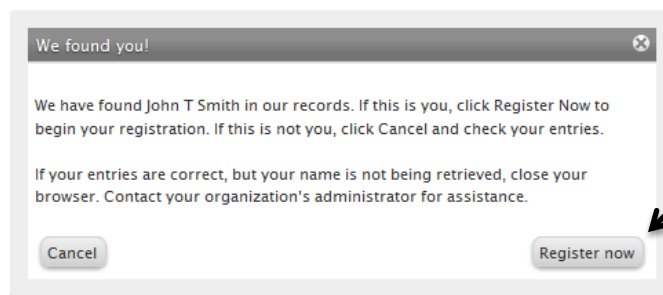 We found you!
We have found John T Smith in our records. If this is you, click Register Now to
begin your registration. If this is not you, click Cancel and check your entries.
If your entries are correct, but your name is not being retrieved, close your
browser. Contact your organization's administrator for assistance.
Cancel
Register now